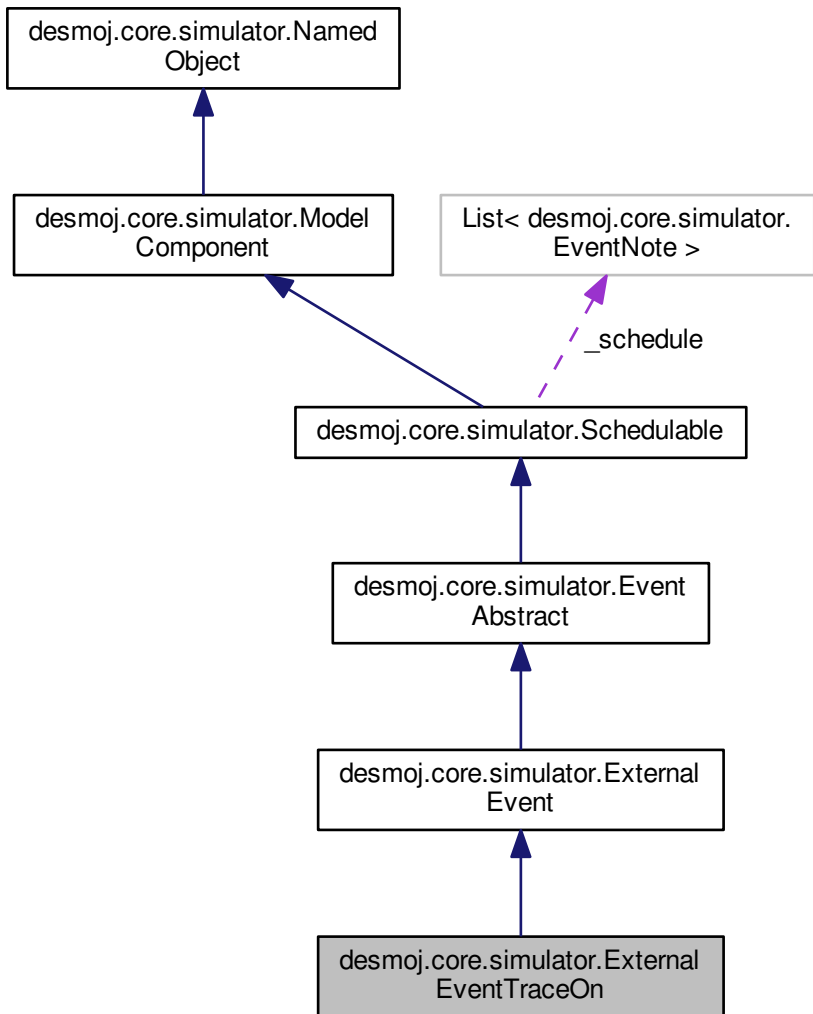 desmoj.core.simulator.Named
Object
desmoj.core.simulator.Model
Component
List< desmoj.core.simulator.
EventNote >
_schedule
desmoj.core.simulator.Schedulable
desmoj.core.simulator.Event
Abstract
desmoj.core.simulator.External
Event
desmoj.core.simulator.External
EventTraceOn